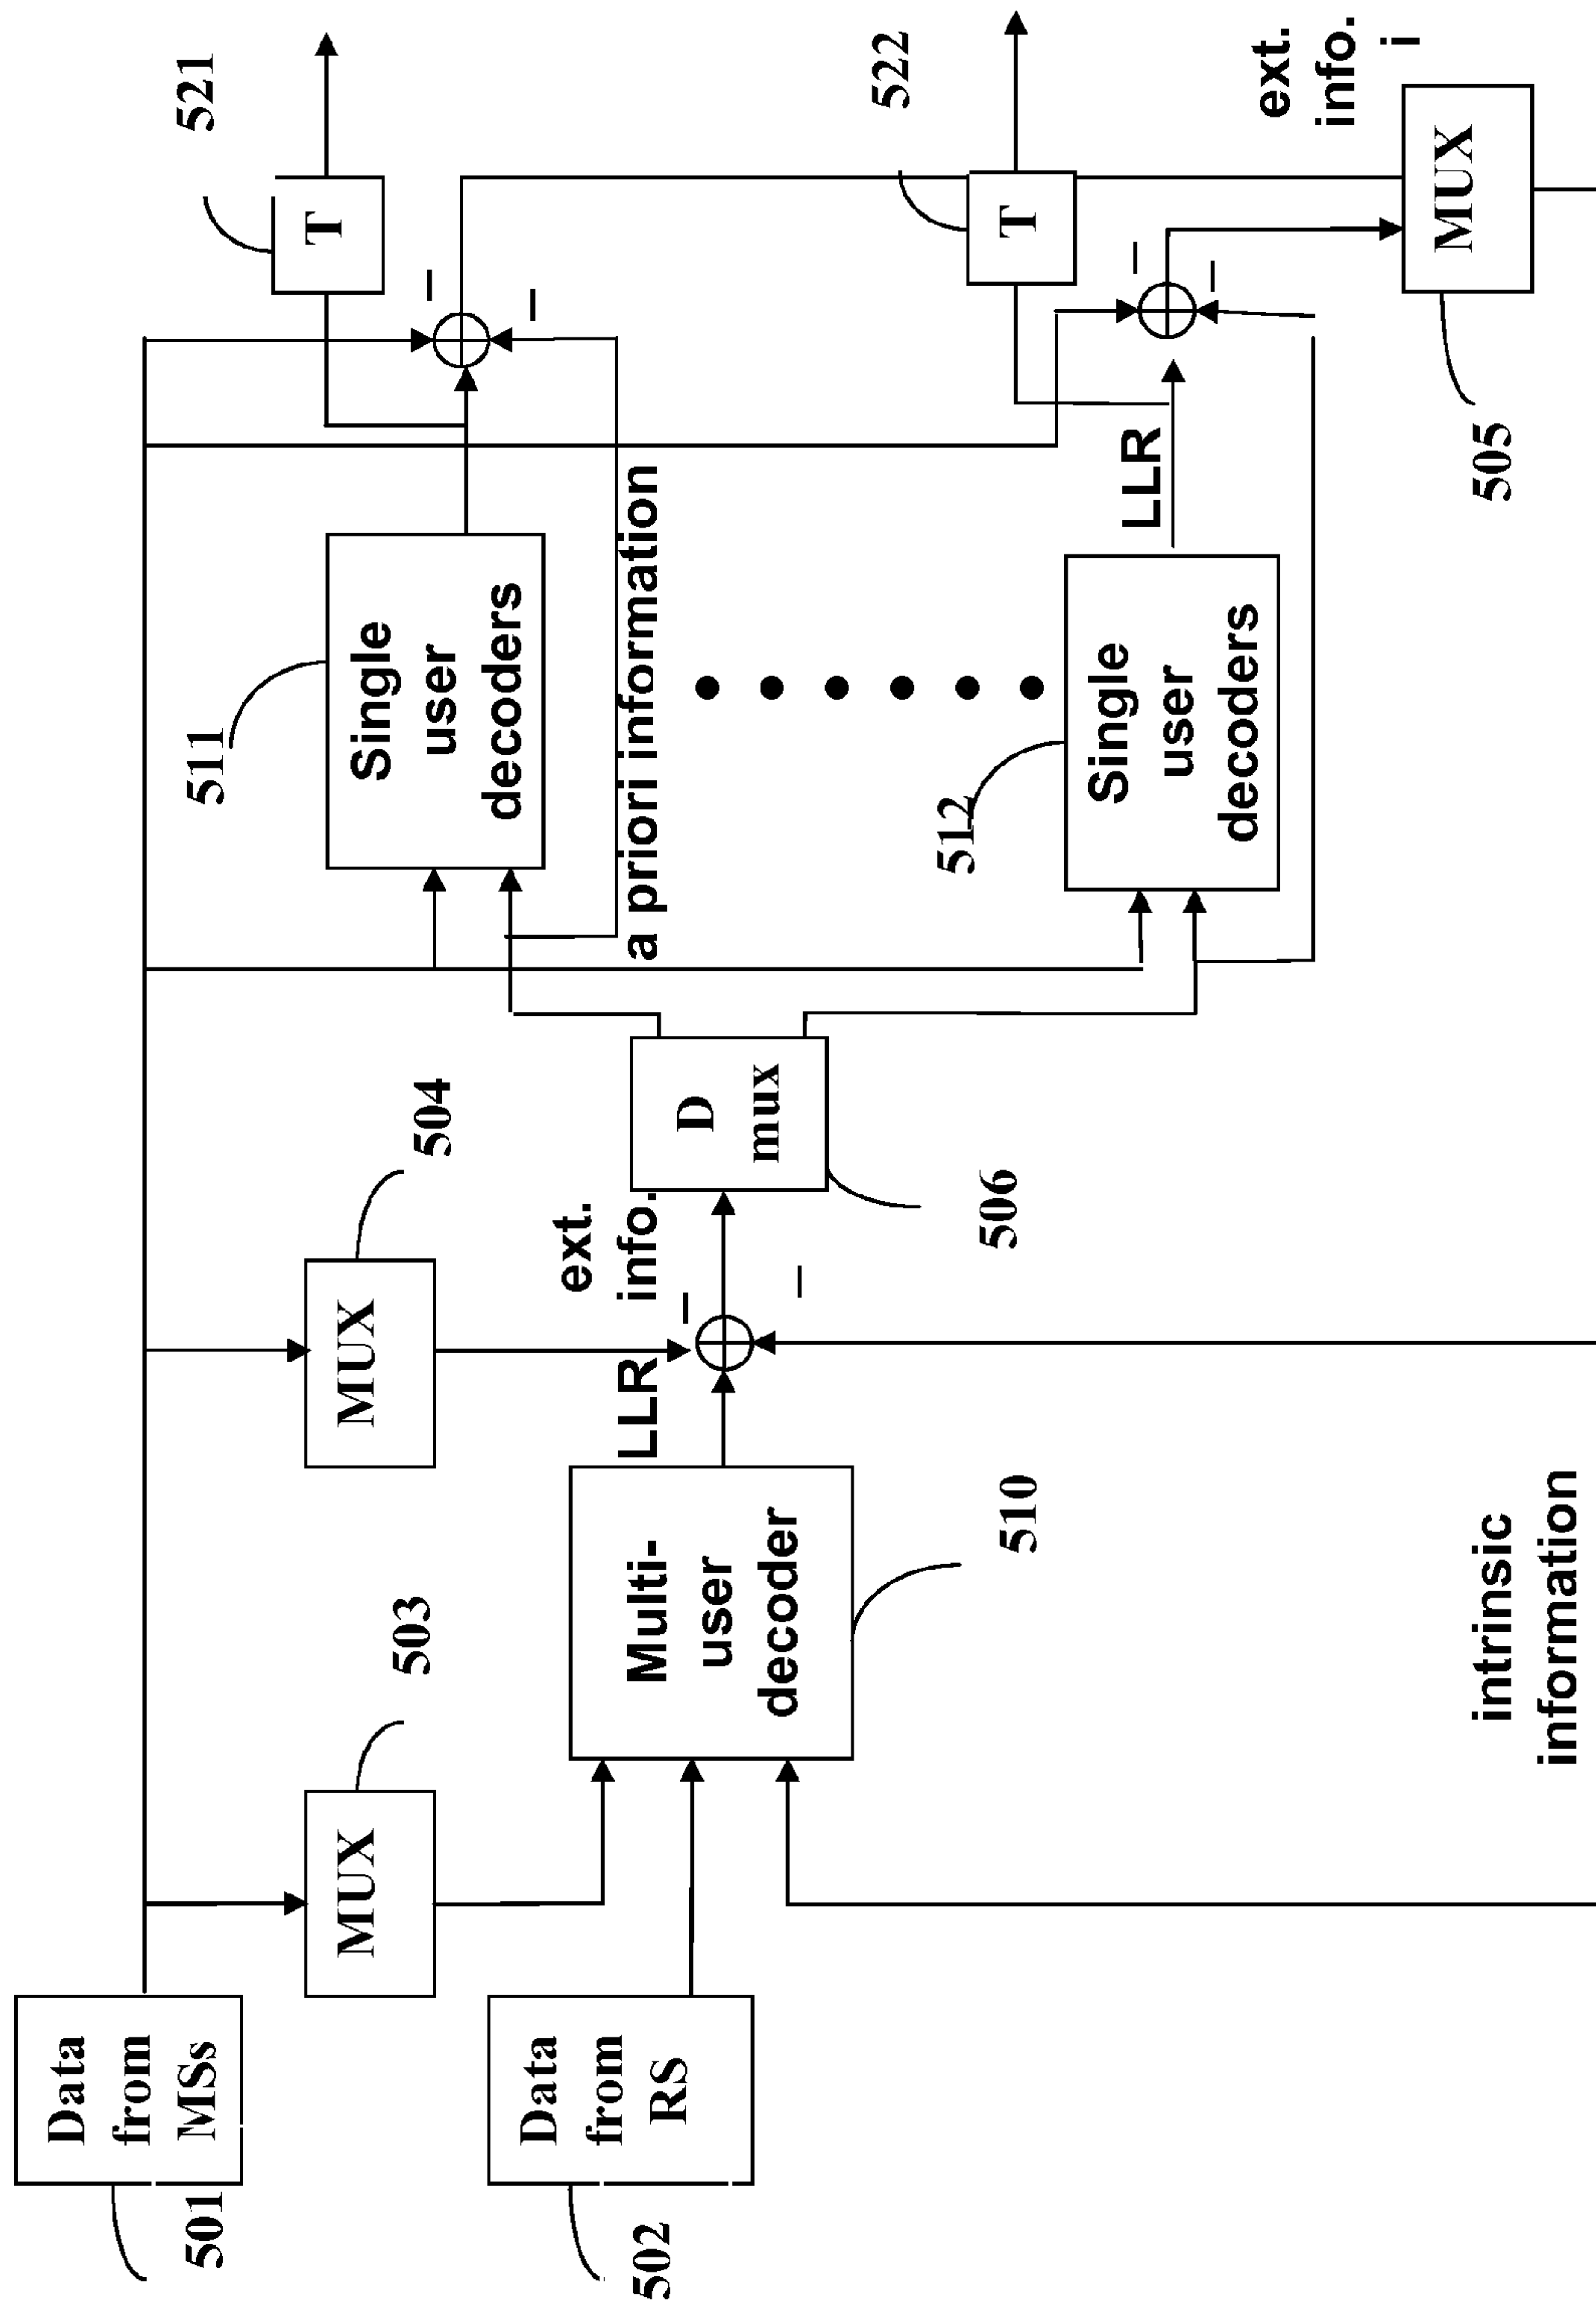 Data
from
MSs
501
Data
from
RS
502
MUX
503
MUX
504
Multi-
user
decoder
510
LLR
ext.
info.
–
–
D
mux
506
Single
user
decoders
511
a priori information
Single
user
decoders
512
LLR
–
–
–
–
T
521
T
522
ext.
info.
i
MUX
505
intrinsic
information